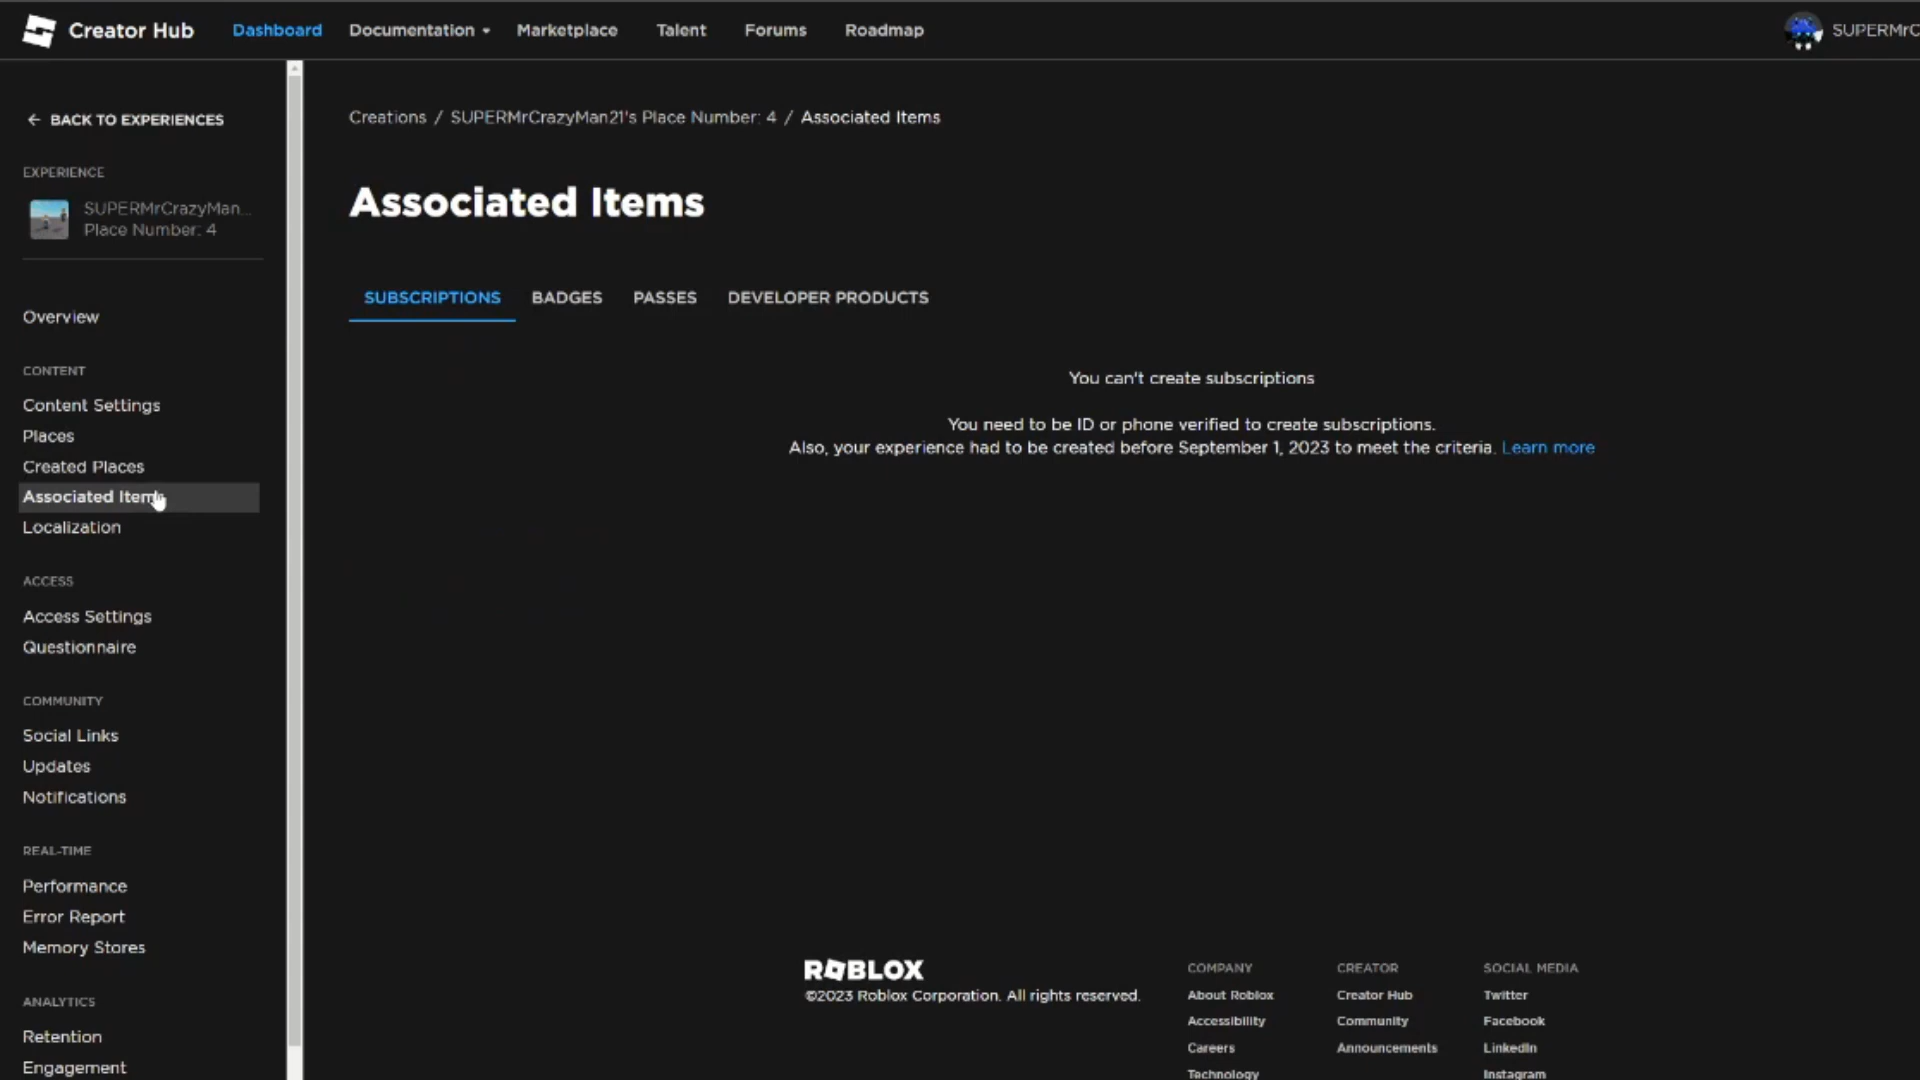 Creator Hub
Dashboard
Documentation
Marketplace
Talent
Forums
Roadmap
SUPERMrC
BACK TO EXPERIENCES
EXPERIENCE
SUPERMrCrazyMan...
Place Number: 4
Overview
CONTENT
Content Settings
Places
Created Places
Associated Items
Localization
ACCESS
Access Settings
Questionnaire
COMMUNITY
Social Links
Updates
Notifications
REAL-TIME
Performance
Error Report
Memory Stores
ANALYTICS
Retention
Engagement
Creations / SUPERMrCrazyMan21's Place Number: 4 / Associated Items
Associated Items
SUBSCRIPTIONS
BADGES
PASSES
DEVELOPER PRODUCTS
You can't create subscriptions
You need to be ID or phone verified to create subscriptions.
Also, your experience had to be created before September 1, 2023 to meet the criteria. Learn more
ROBLOX
©2023 Roblox Corporation. All rights reserved.
COMPANY
About Roblox
Accessibility
Careers
Technology
CREATOR
Creator Hub
Community
Announcements
SOCIAL MEDIA
Twitter
Facebook
LinkedIn
Instagram